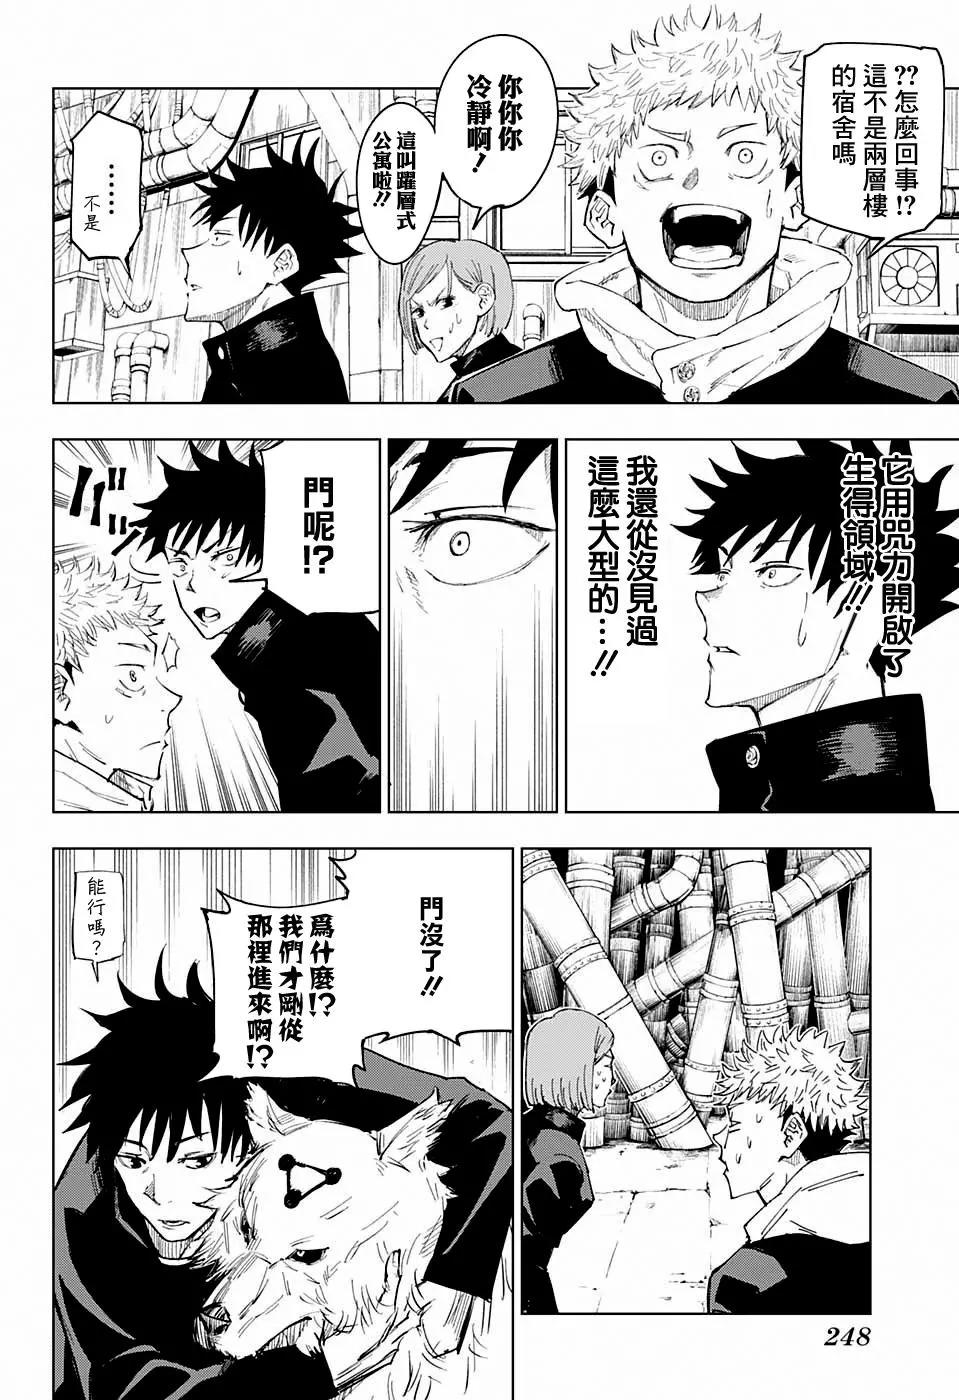 ??怎麼回事!?
這不是兩層樓
的宿舍嗎
你你你
冷靜啊!
這叫躍層式
公寓啦!!
……
不是
它用咒力開啟了
生得領域!!
我還從沒見過
這麼大型的…!!
門呢!?
門沒了!!
爲什麼!?
我們才剛從
那裡進來啊!?
能行嗎?
248